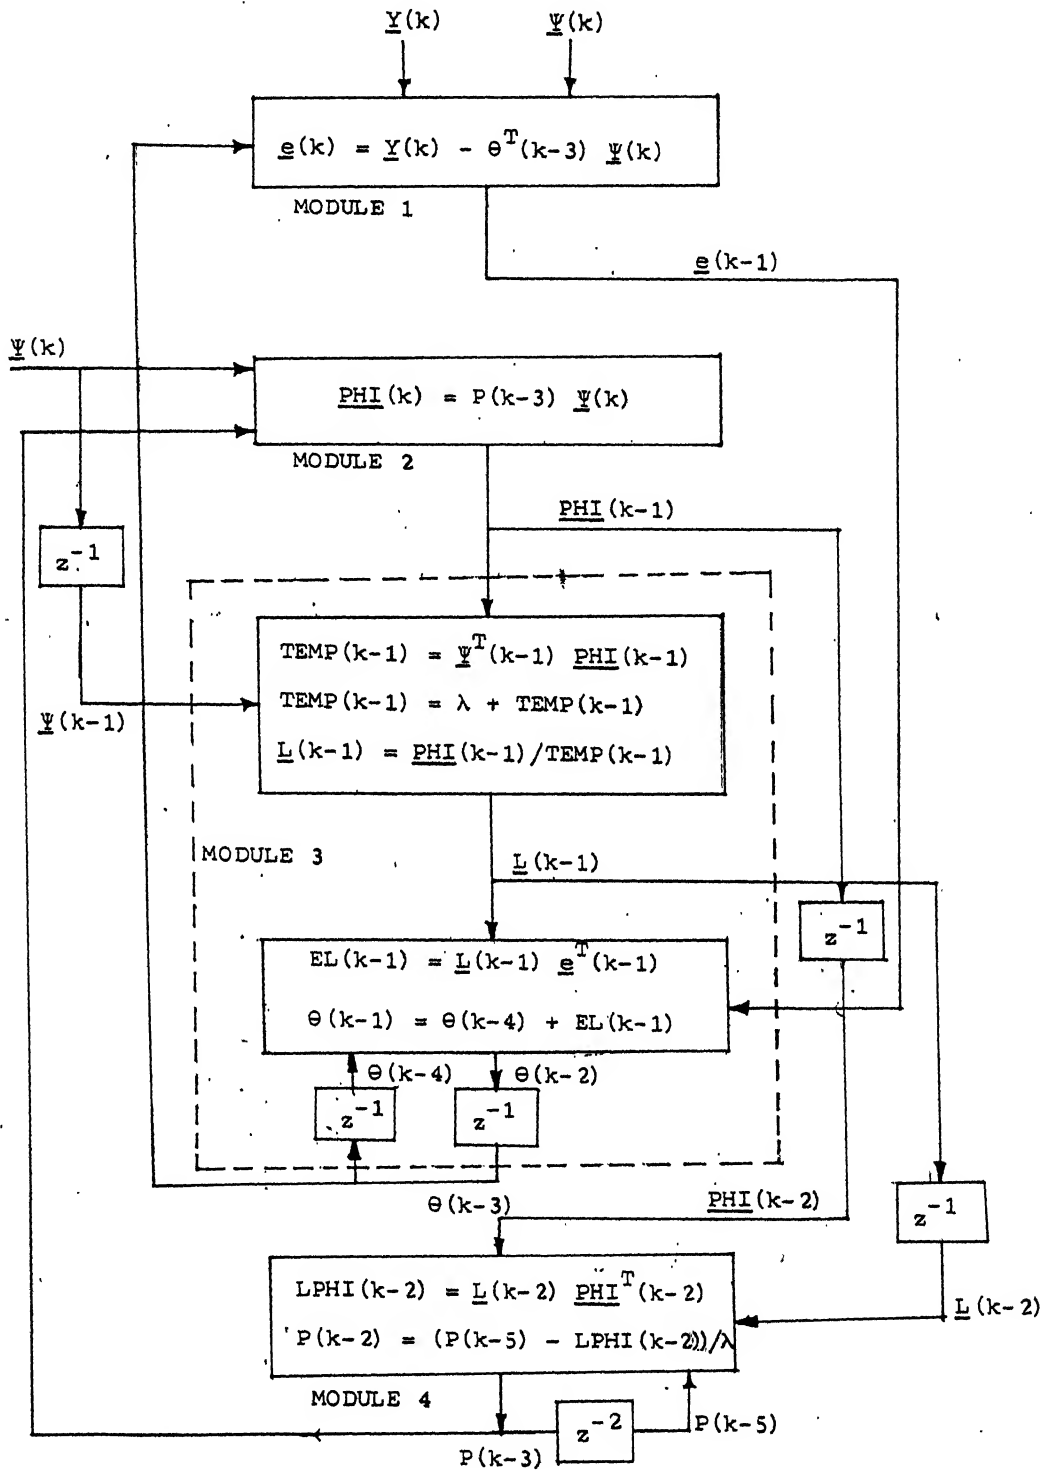 Y(k) Ψ(k)
e(k) = Y(k) - θ^T(k-3) Ψ(k)
MODULE 1
e(k-1)
Ψ(k)
PHI(k) = P(k-3) Ψ(k)
MODULE 2
PHI(k-1)
z^-1
TEMP(k-1) = Ψ^T(k-1) PHI(k-1)
TEMP(k-1) = λ + TEMP(k-1)
Ψ(k-1)
L(k-1) = PHI(k-1)/TEMP(k-1)
MODULE 3
L(k-1)
z^-1
EL(k-1) = L(k-1) e^T(k-1)
θ(k-1) = θ(k-4) + EL(k-1)
θ(k-4) θ(k-2)
z^-1 z^-1
θ(k-3)
PHI(k-2)
z^-1
LPHI(k-2) = L(k-2) PHI^T(k-2)
L(k-2)
P(k-2) = (P(k-5) - LPHI(k-2))/λ
MODULE 4
z^-2
P(k-5)
P(k-3)